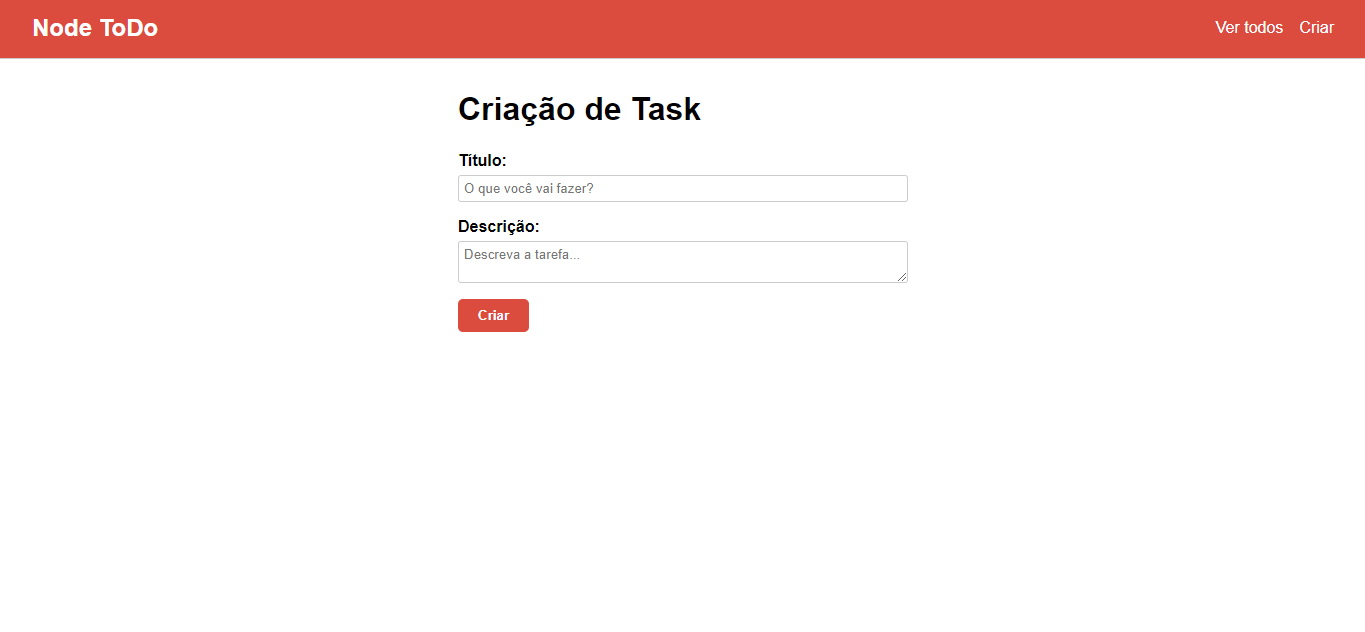 Node ToDo
Ver todos Criar
Criação de Task
Título:
O que você vai fazer?
Descrição:
Descreva a tarefa...
Criar